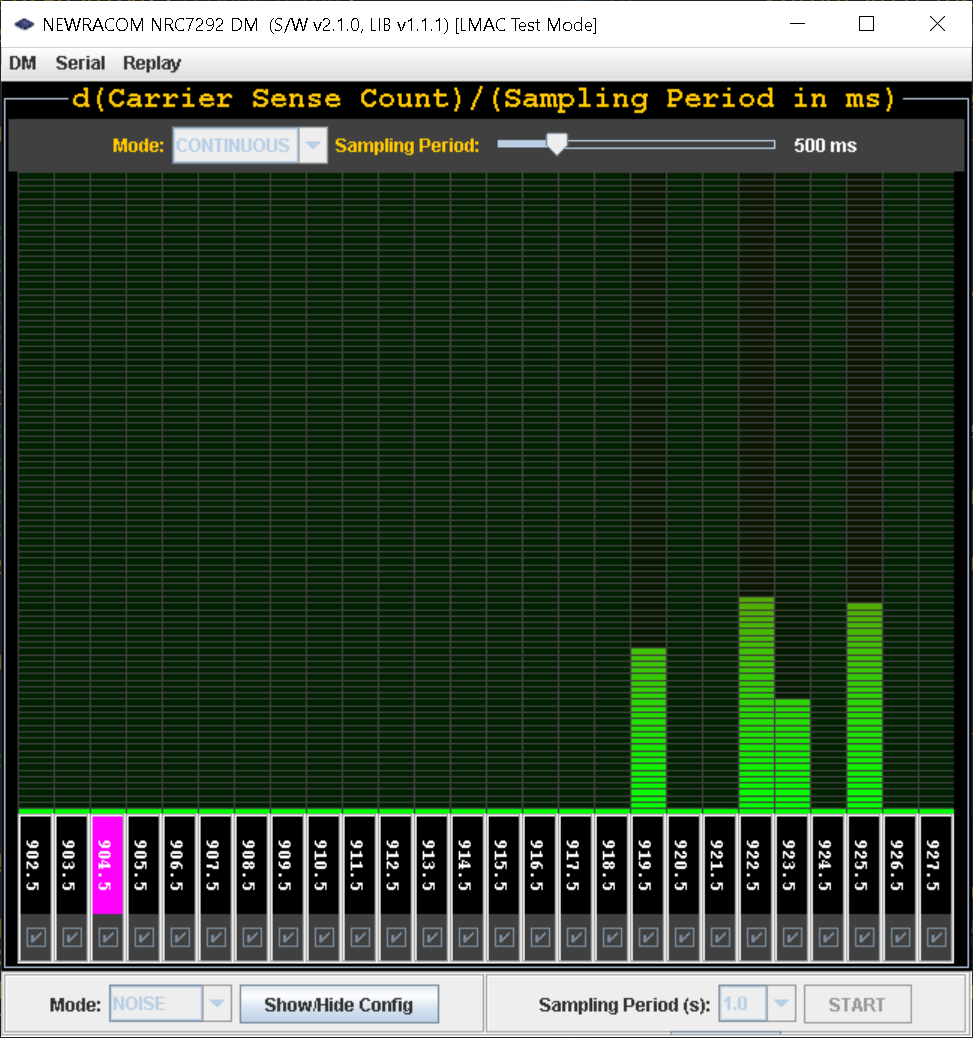 NEWRACOM NRC7292 DM (S/W v2.1.0, LIB v1.1.1) [LMAC Test Mode]
DM Serial Replay
d(Carrier Sense Count)/(Sampling Period in ms)
Mode: CONTINUOUS Sampling Period: 500 ms
902.5 903.5 904.5 905.5 906.5 907.5 908.5 909.5 910.5 911.5 912.5 913.5 914.5 915.5 916.5 917.5 918.5 919.5 920.5 921.5 922.5 923.5 924.5 925.5 926.5 927.5
Mode: NOISE Show/Hide Config Sampling Period (s): 1.0 START